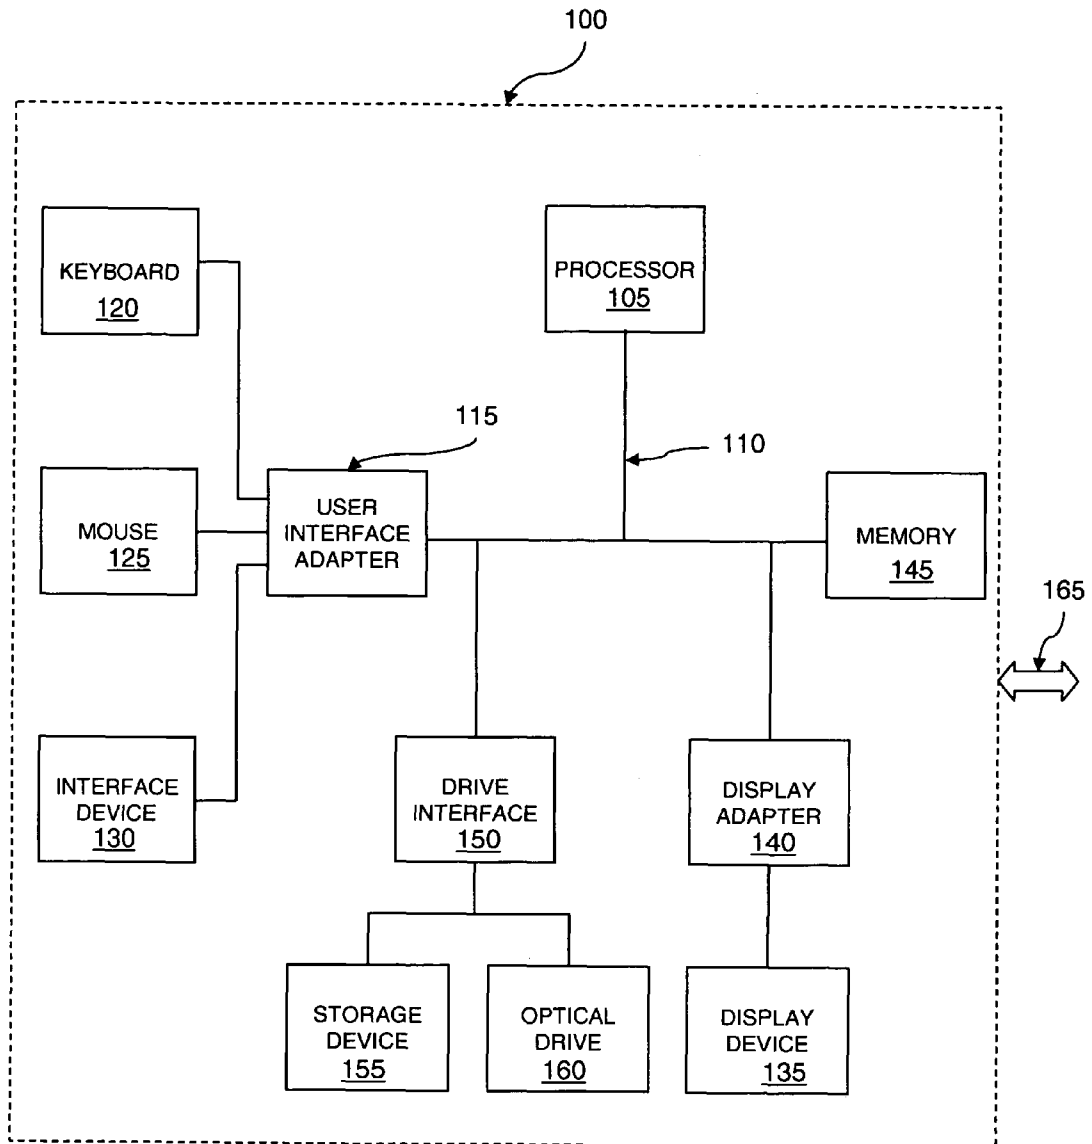 100
KEYBOARD
120
PROCESSOR
105
115
110
MOUSE
125
USER
INTERFACE
ADAPTER
MEMORY
145
165
INTERFACE
DEVICE
130
DRIVE
INTERFACE
150
DISPLAY
ADAPTER
140
STORAGE
DEVICE
155
OPTICAL
DRIVE
160
DISPLAY
DEVICE
135